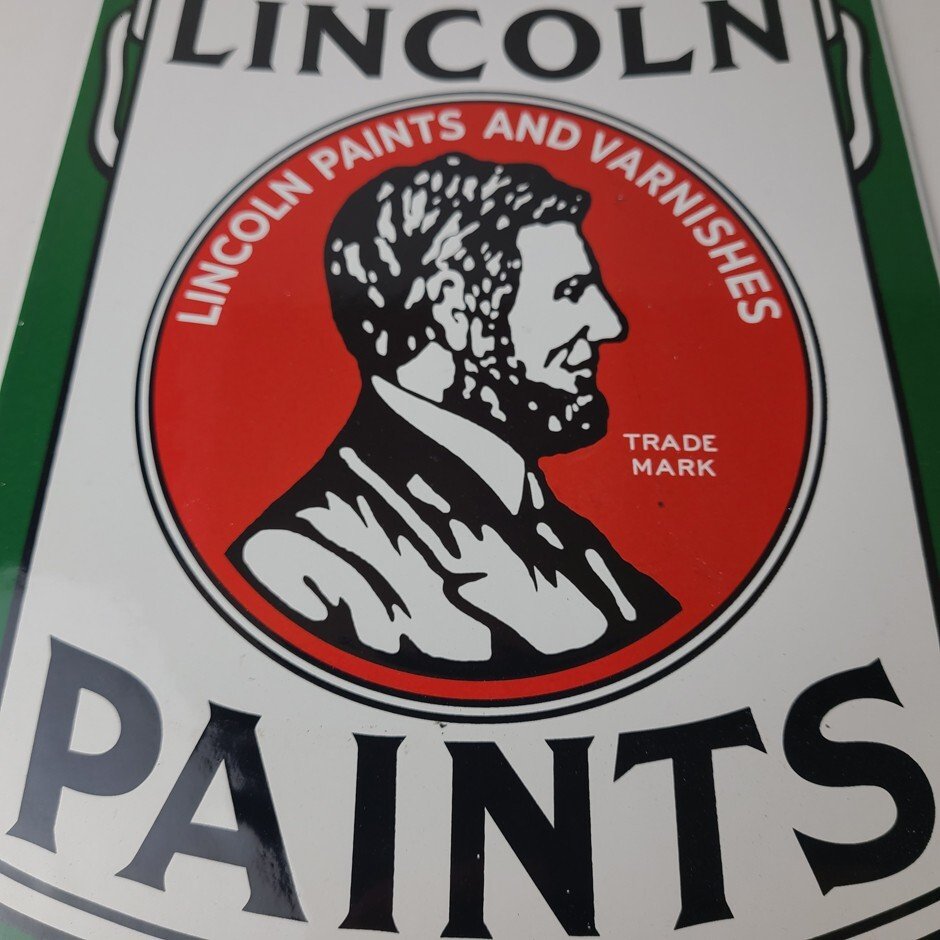 LINCOLN
LINCOLN PAINTS AND VARNISHES
TRADE
MARK
PAINTS